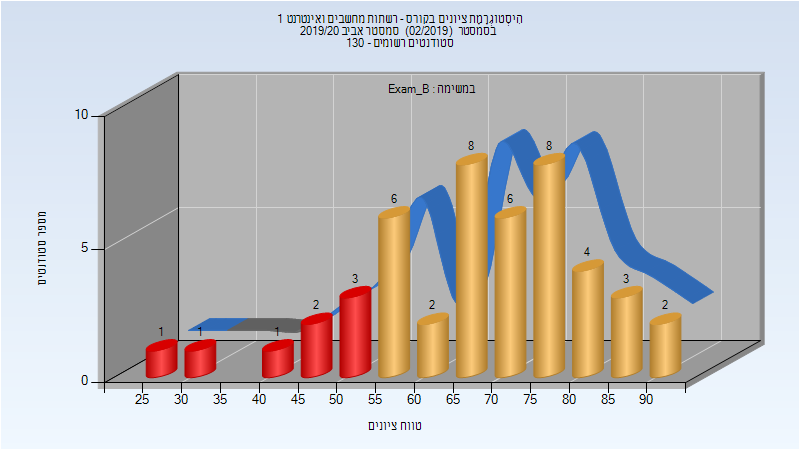 הִיסְטוֹגְרָמַת ציונים בקורס - רשתות מחשבים ואינטרנט 1
בסמסטר (02/2019) סמסטר אביב 2019/20
סטודנטים רשומים - 130
במשימה : Exam_B
מספר סטודנטים
10
5
0
1
1
1
2
3
6
2
8
6
8
4
3
2
25 30 35 40 45 50 55 60 65 70 75 80 85 90
טווח ציונים